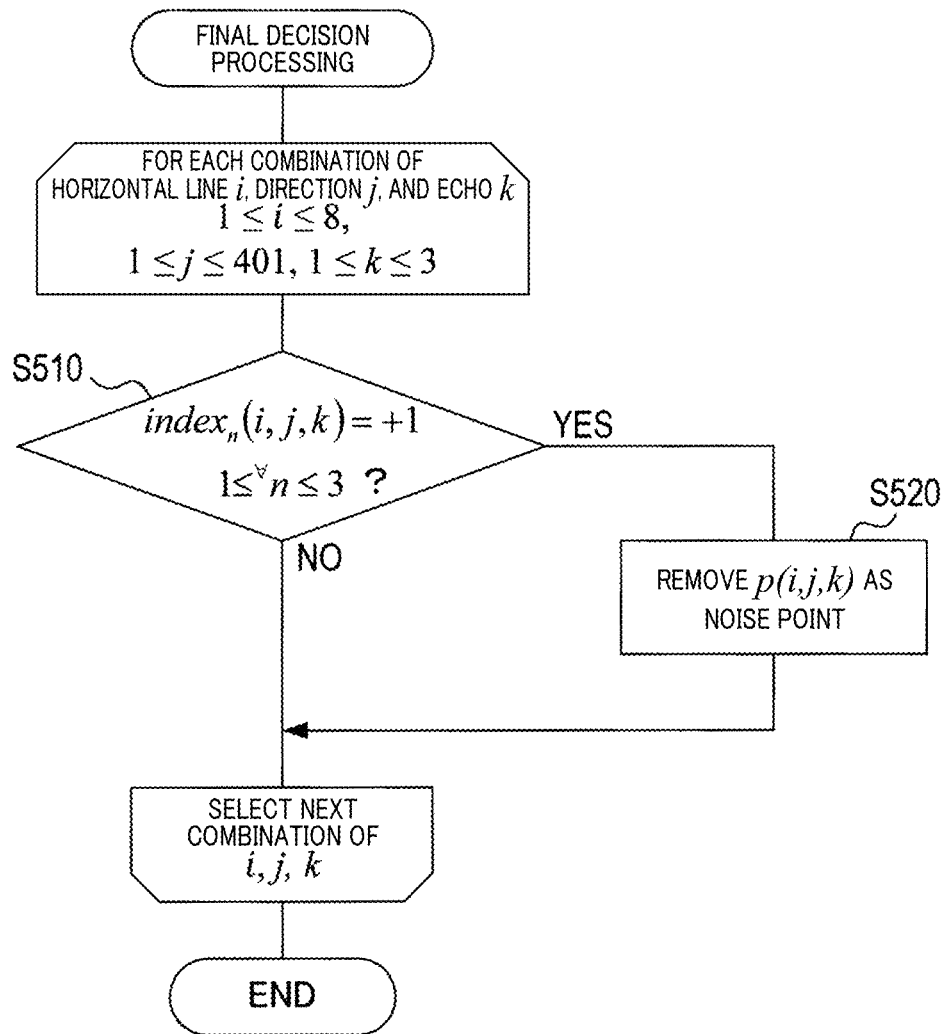 FINAL DECISION
PROCESSING
FOR EACH COMBINATION OF
HORIZONTAL LINE i, DIRECTION j, AND ECHO k
1 ≤ i ≤ 8,
1 ≤ j ≤ 401, 1 ≤ k ≤ 3
S510
index_n(i, j, k) = +1
1≤^∀n ≤ 3 ?
YES
NO
S520
REMOVE p(i,j,k) AS
NOISE POINT
SELECT NEXT
COMBINATION OF
i, j, k
END